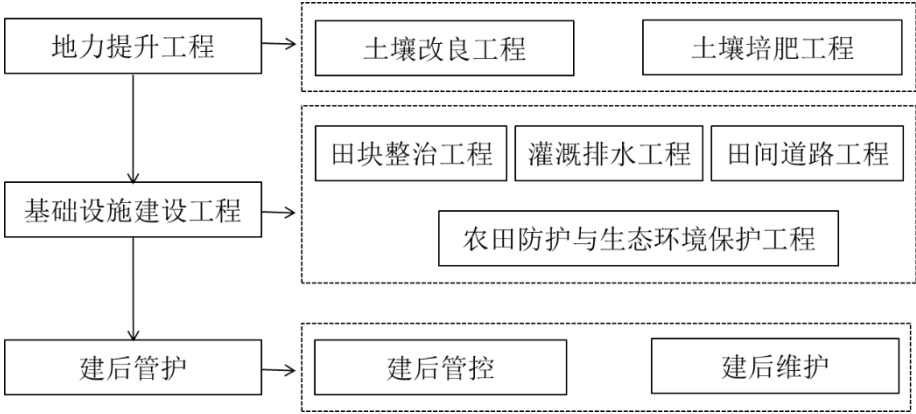 地力提升工程
土壤改良工程
土壤培肥工程
田块整治工程
灌溉排水工程
田间道路工程
基础设施建设工程
农田防护与生态环境保护工程
建后管护
建后管控
建后维护